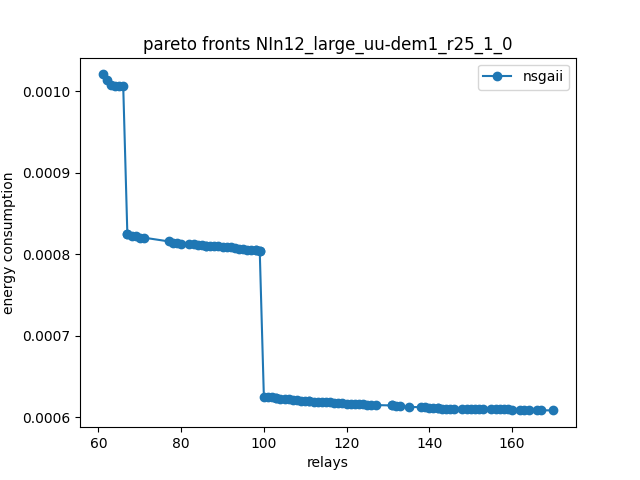 pareto fronts NIn12_large_uu-dem1_r25_1_0
nsgaii
energy consumption
0.0010
0.0009
0.0008
0.0007
0.0006
60 80 100 120 140 160
relays